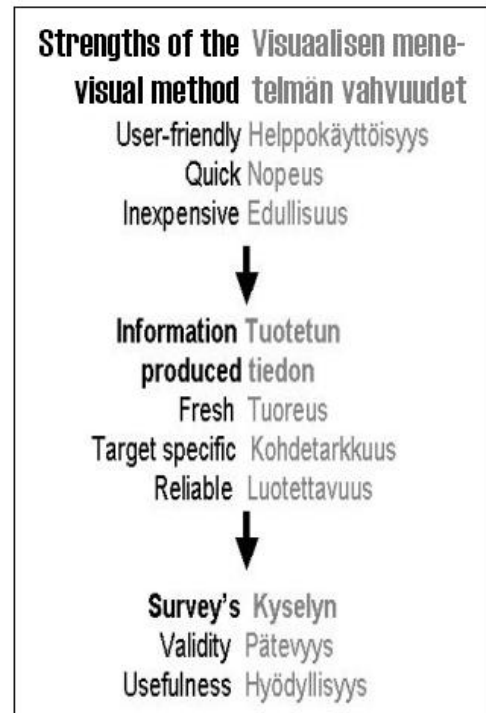 Strengths of the Visuaalisen mene-
visual method telmän vahvuudet
User-friendly Helppokäyttöisyys
Quick Nopeus
Inexpensive Edullisuus
Information Tuotetun
produced tiedon
Fresh Tuoreus
Target specific Kohdetarkkuus
Reliable Luotettavuus
Survey's Kyselyn
Validity Pätevyys
Usefulness Hyödyllisyys